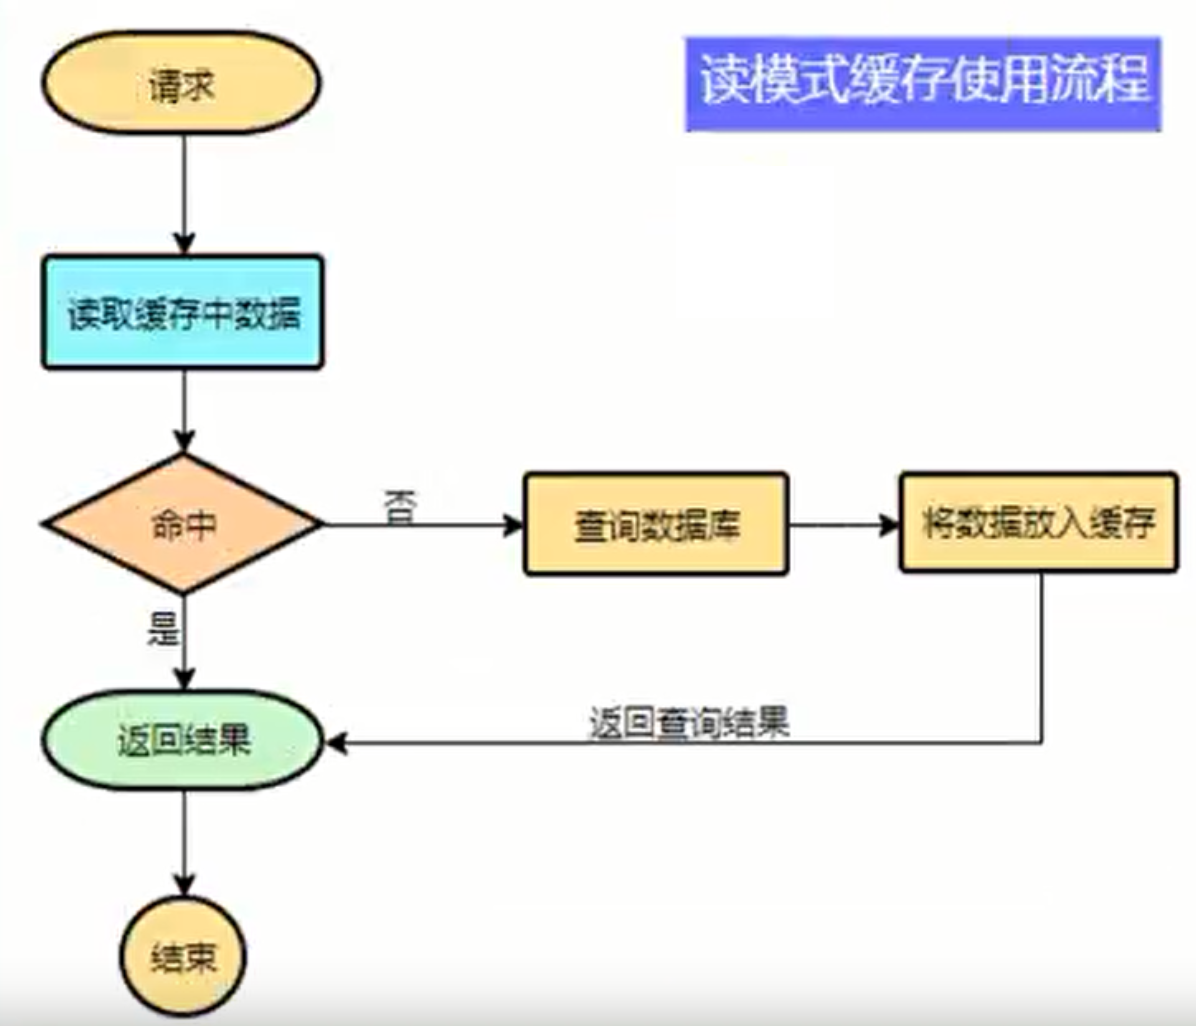 请求
读模式缓存使用流程
读取缓存中数据
命中
否
查询数据库
将数据放入缓存
是
返回查询结果
返回结果
结束